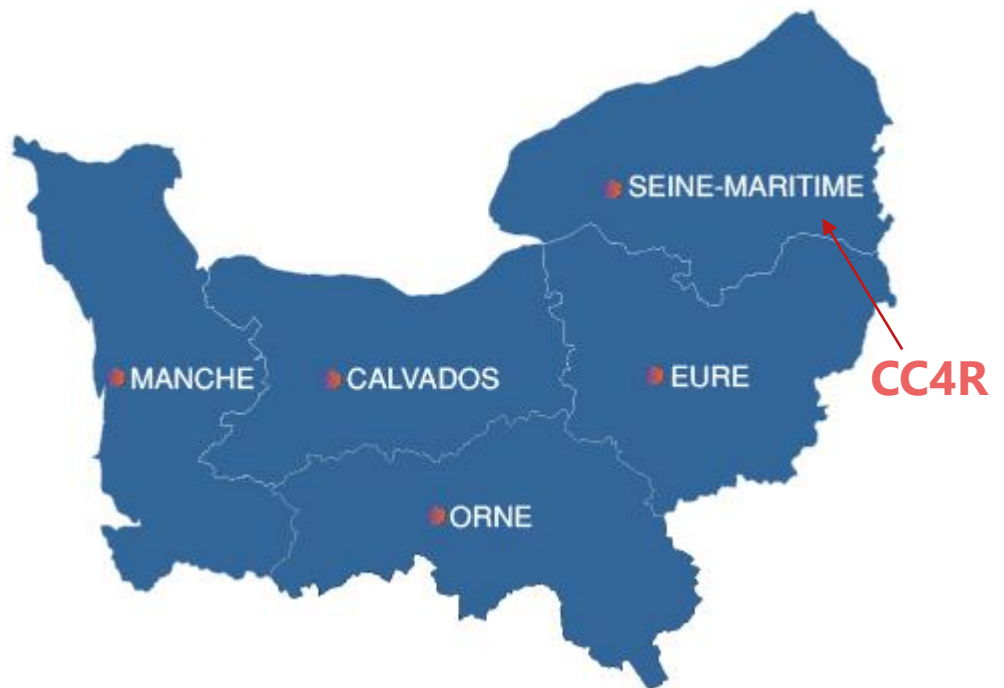 SEINE-MARITIME
MANCHE
CALVADOS
EURE
CC4R
ORNE